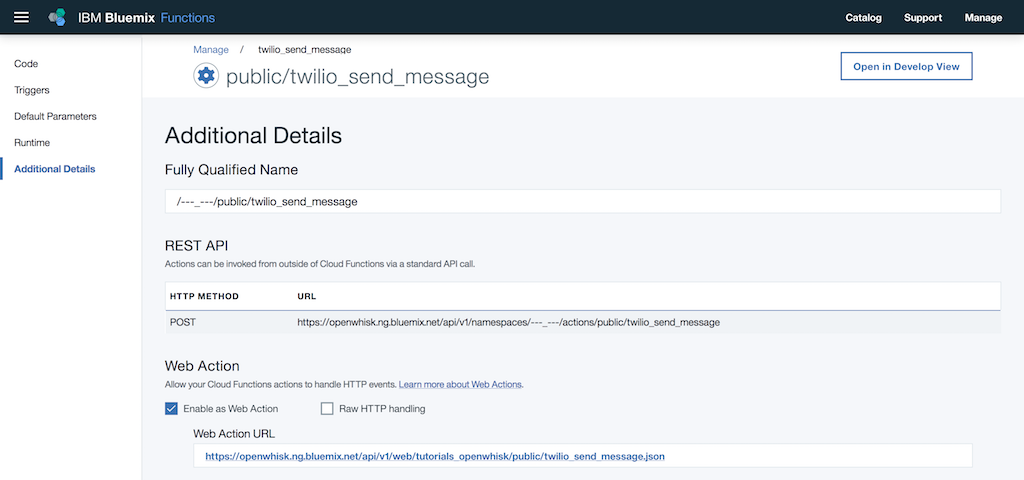 IBM Bluemix Functions
Catalog Support Manage
Code
Triggers
Default Parameters
Runtime
Additional Details
Manage / twilio_send_message
public/twilio_send_message
Open in Develop View
Additional Details
Fully Qualified Name
/---_---/public/twilio_send_message
REST API
Actions can be invoked from outside of Cloud Functions via a standard API call.
HTTP METHOD URL
POST https://openwhisk.ng.bluemix.net/api/v1/namespaces/---_---/actions/public/twilio_send_message
Web Action
Allow your Cloud Functions actions to handle HTTP events. Learn more about Web Actions.
Enable as Web Action Raw HTTP handling
Web Action URL
https://openwhisk.ng.bluemix.net/api/v1/web/tutorials_openwhisk/public/twilio_send_message.json